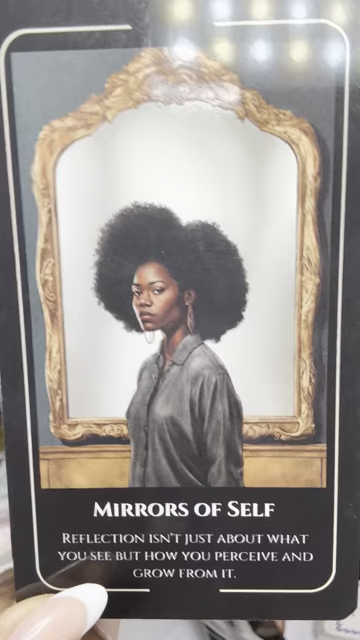 MIRRORS OF SELF
REFLECTION ISN'T JUST ABOUT WHAT
YOU SEE BUT HOW YOU PERCEIVE AND
GROW FROM IT.